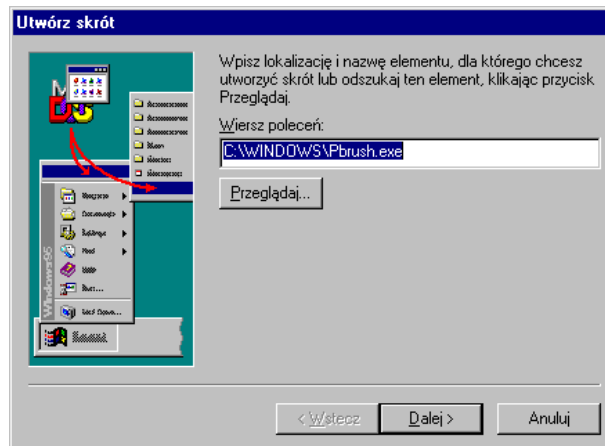 Utwórz skrót
Wpisz lokalizację i nazwę elementu, dla którego chcesz
utworzyć skrót lub odszukaj ten element, klikając przycisk
Przeglądaj.
Wiersz poleceń:
C:\WINDOWS\Pbrush.exe
Przeglądaj...
Windows95
< Wstecz
Dalej >
Anuluj